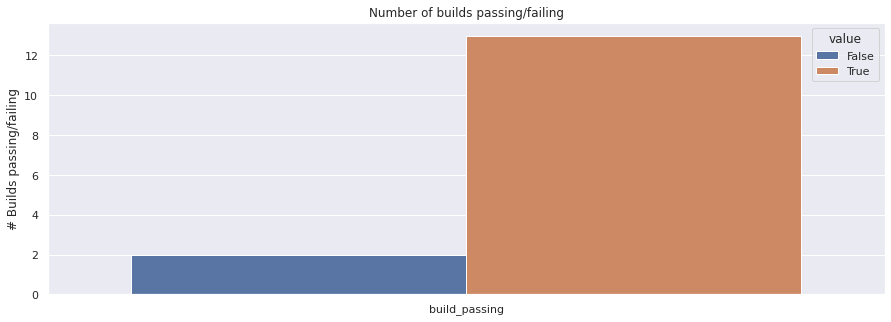 Number of builds passing/failing
# Builds passing/failing
12
10
8
6
4
2
0
value
False
True
build_passing